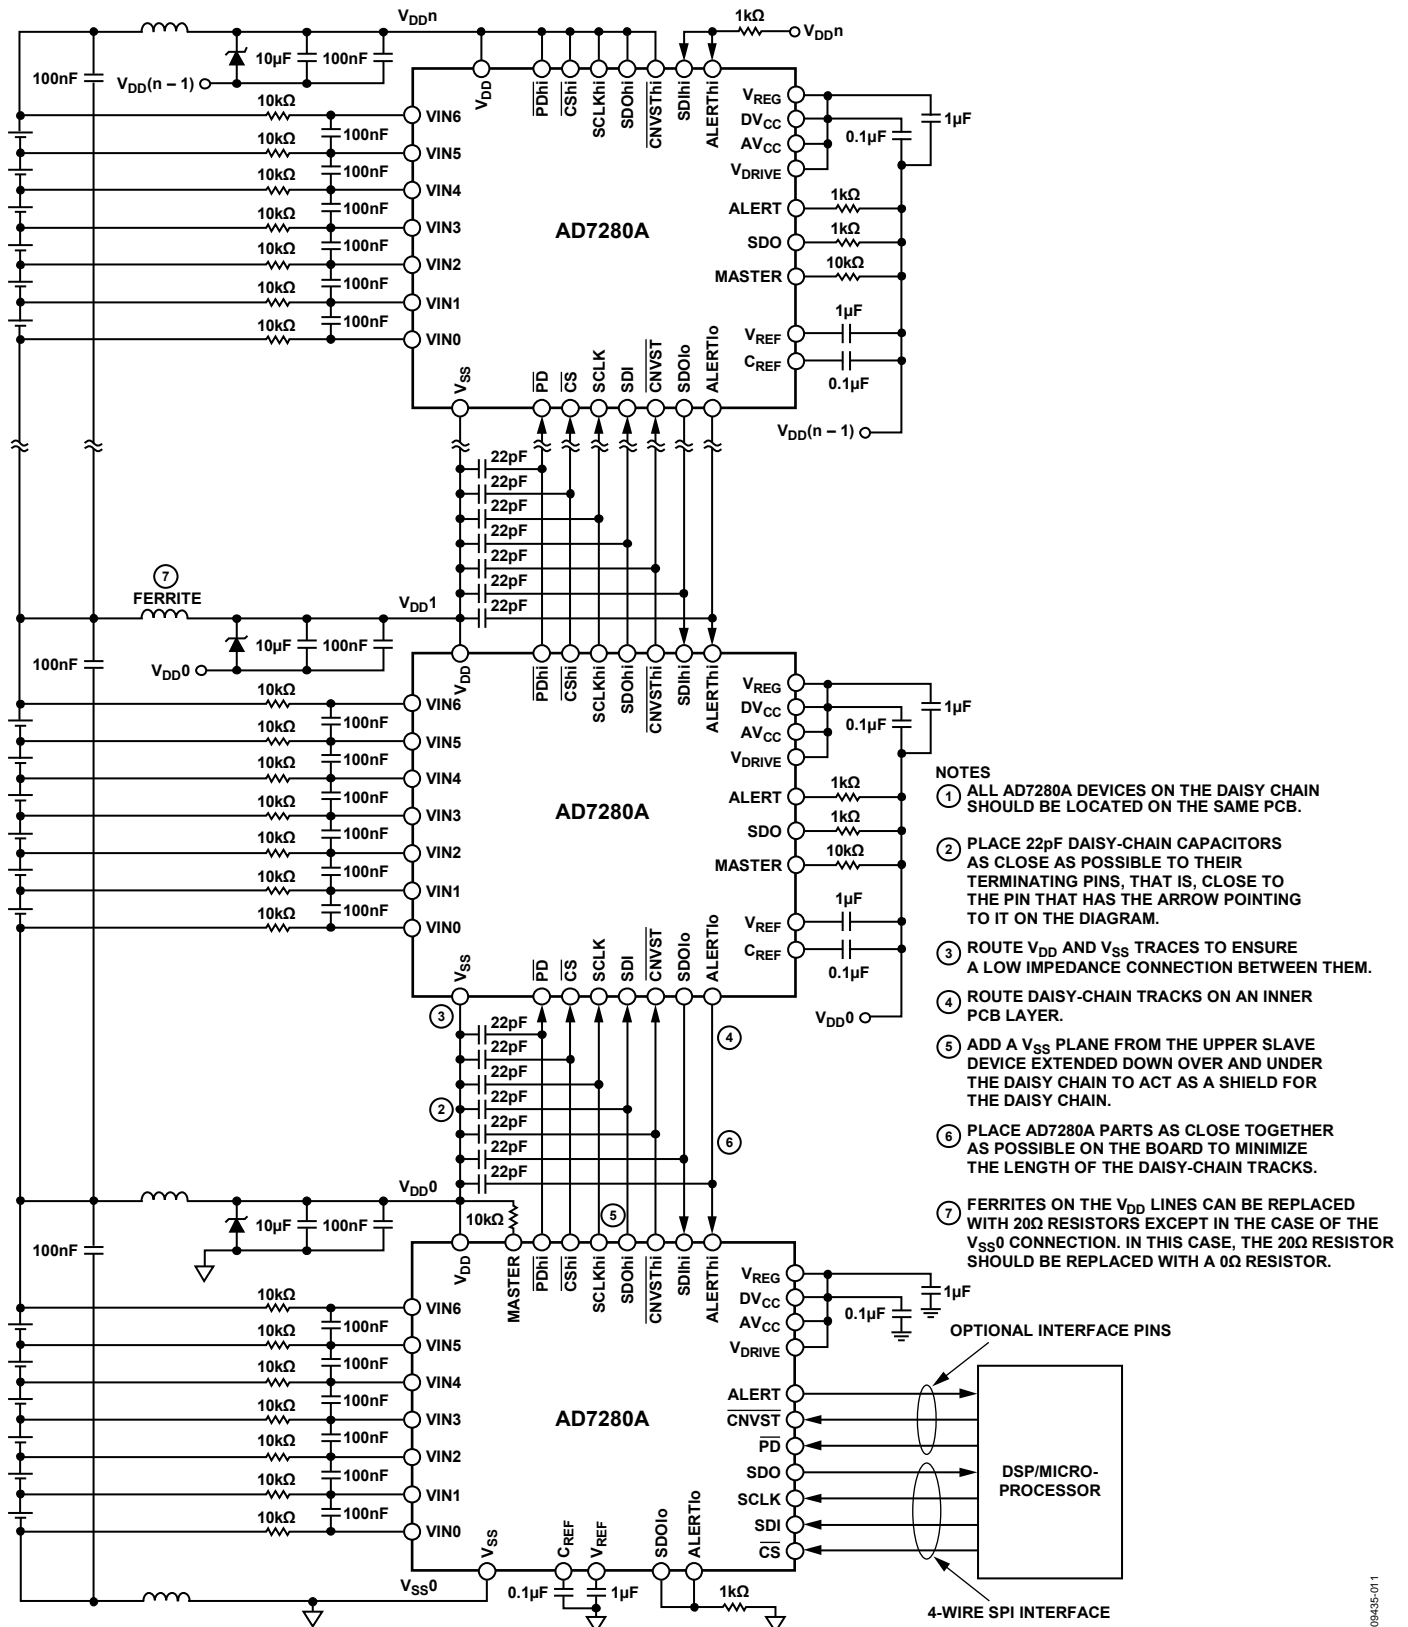 VDDn
1kΩ
VDDn
100nF
10µF
100nF
VDD(n – 1)
VDD
PDhi
CShi
SCLKhi
SDOhi
CNVSThi
SDIhi
ALERThi
10kΩ
VIN6
100nF
10kΩ
VIN5
100nF
10kΩ
VIN4
100nF
10kΩ
VIN3
100nF
10kΩ
VIN2
100nF
10kΩ
VIN1
100nF
10kΩ
VIN0
AD7280A
VREG
DVCC
AVCC
VDRIVE
0.1µF
1µF
ALERT
1kΩ
SDO
1kΩ
MASTER
10kΩ
VREF
1µF
CREF
0.1µF
VDD(n – 1)
VSS
PD
CS
SCLK
SDI
CNVST
SDOlo
ALERTlo
22pF
22pF
22pF
22pF
22pF
22pF
22pF
7
FERRITE
VDD1
100nF
10µF
100nF
VDD0
VDD
PDhi
CShi
SCLKhi
SDOhi
CNVSThi
SDIhi
ALERThi
10kΩ
VIN6
100nF
10kΩ
VIN5
100nF
10kΩ
VIN4
100nF
10kΩ
VIN3
100nF
10kΩ
VIN2
100nF
10kΩ
VIN1
100nF
10kΩ
VIN0
AD7280A
VREG
DVCC
AVCC
VDRIVE
0.1µF
1µF
ALERT
1kΩ
SDO
1kΩ
MASTER
10kΩ
VREF
1µF
CREF
0.1µF
VDD0
VSS
PD
CS
SCLK
SDI
CNVST
SDOlo
ALERTlo
3
4
22pF
22pF
22pF
22pF
22pF
22pF
22pF
2
6
5
NOTES
1 ALL AD7280A DEVICES ON THE DAISY CHAIN
SHOULD BE LOCATED ON THE SAME PCB.
2 PLACE 22pF DAISY-CHAIN CAPACITORS
AS CLOSE AS POSSIBLE TO THEIR
TERMINATING PINS, THAT IS, CLOSE TO
THE PIN THAT HAS THE ARROW POINTING
TO IT ON THE DIAGRAM.
3 ROUTE VDD AND VSS TRACES TO ENSURE
A LOW IMPEDANCE CONNECTION BETWEEN THEM.
4 ROUTE DAISY-CHAIN TRACKS ON AN INNER
PCB LAYER.
5 ADD A VSS PLANE FROM THE UPPER SLAVE
DEVICE EXTENDED DOWN OVER AND UNDER
THE DAISY CHAIN TO ACT AS A SHIELD FOR
THE DAISY CHAIN.
6 PLACE AD7280A PARTS AS CLOSE TOGETHER
AS POSSIBLE ON THE BOARD TO MINIMIZE
THE LENGTH OF THE DAISY-CHAIN TRACKS.
7 FERRITES ON THE VDD LINES CAN BE REPLACED
WITH 20Ω RESISTORS EXCEPT IN THE CASE OF THE
VSS0 CONNECTION. IN THIS CASE, THE 20Ω RESISTOR
SHOULD BE REPLACED WITH A 0Ω RESISTOR.
VDD0
100nF
10µF
100nF
10kΩ
VDD
MASTER
PDhi
CShi
SCLKhi
SDOhi
CNVSThi
SDIhi
ALERThi
10kΩ
VIN6
100nF
10kΩ
VIN5
100nF
10kΩ
VIN4
100nF
10kΩ
VIN3
100nF
10kΩ
VIN2
100nF
10kΩ
VIN1
100nF
10kΩ
VIN0
AD7280A
VREG
DVCC
AVCC
VDRIVE
0.1µF
1µF
OPTIONAL INTERFACE PINS
ALERT
CNVST
PD
SDO
SCLK
SDI
CS
DSP/MICRO-
PROCESSOR
4-WIRE SPI INTERFACE
VSS
CREF
VREF
SDOlo
ALERTlo
VSS0
0.1µF
1µF
1kΩ
09435-011